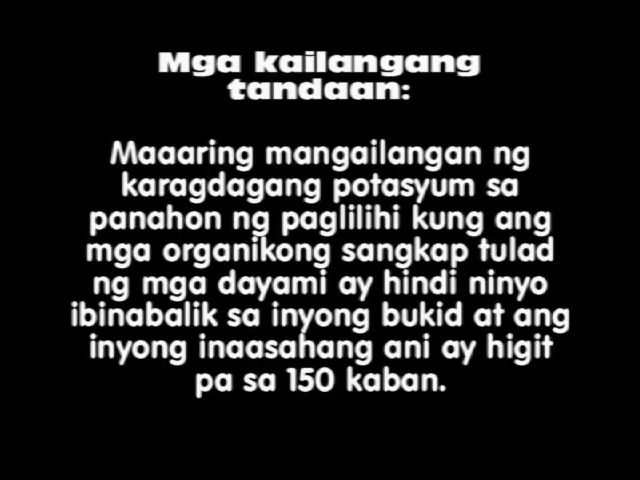 Mga kailangang
tandaan:
Maaaring mangailangan ng
karagdagang potasyum sa
panahon ng paglilihi kung ang
mga organikong sangkap tulad
ng mga dayami ay hindi ninyo
ibinabalik sa inyong bukid at ang
inyong inaasahang ani ay higit
pa sa 150 kaban.